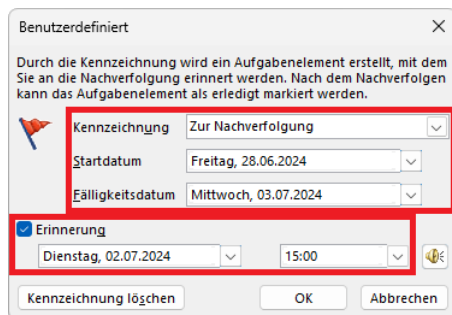 Benutzerdefiniert
Durch die Kennzeichnung wird ein Aufgabenelement erstellt, mit dem
Sie an die Nachverfolgung erinnert werden. Nach dem Nachverfolgen
kann das Aufgabenelement als erledigt markiert werden.
Kennzeichnung Zur Nachverfolgung
Startdatum Freitag, 28.06.2024
Fälligkeitsdatum Mittwoch, 03.07.2024
Erinnerung
Dienstag, 02.07.2024 15:00
Kennzeichnung löschen OK Abbrechen